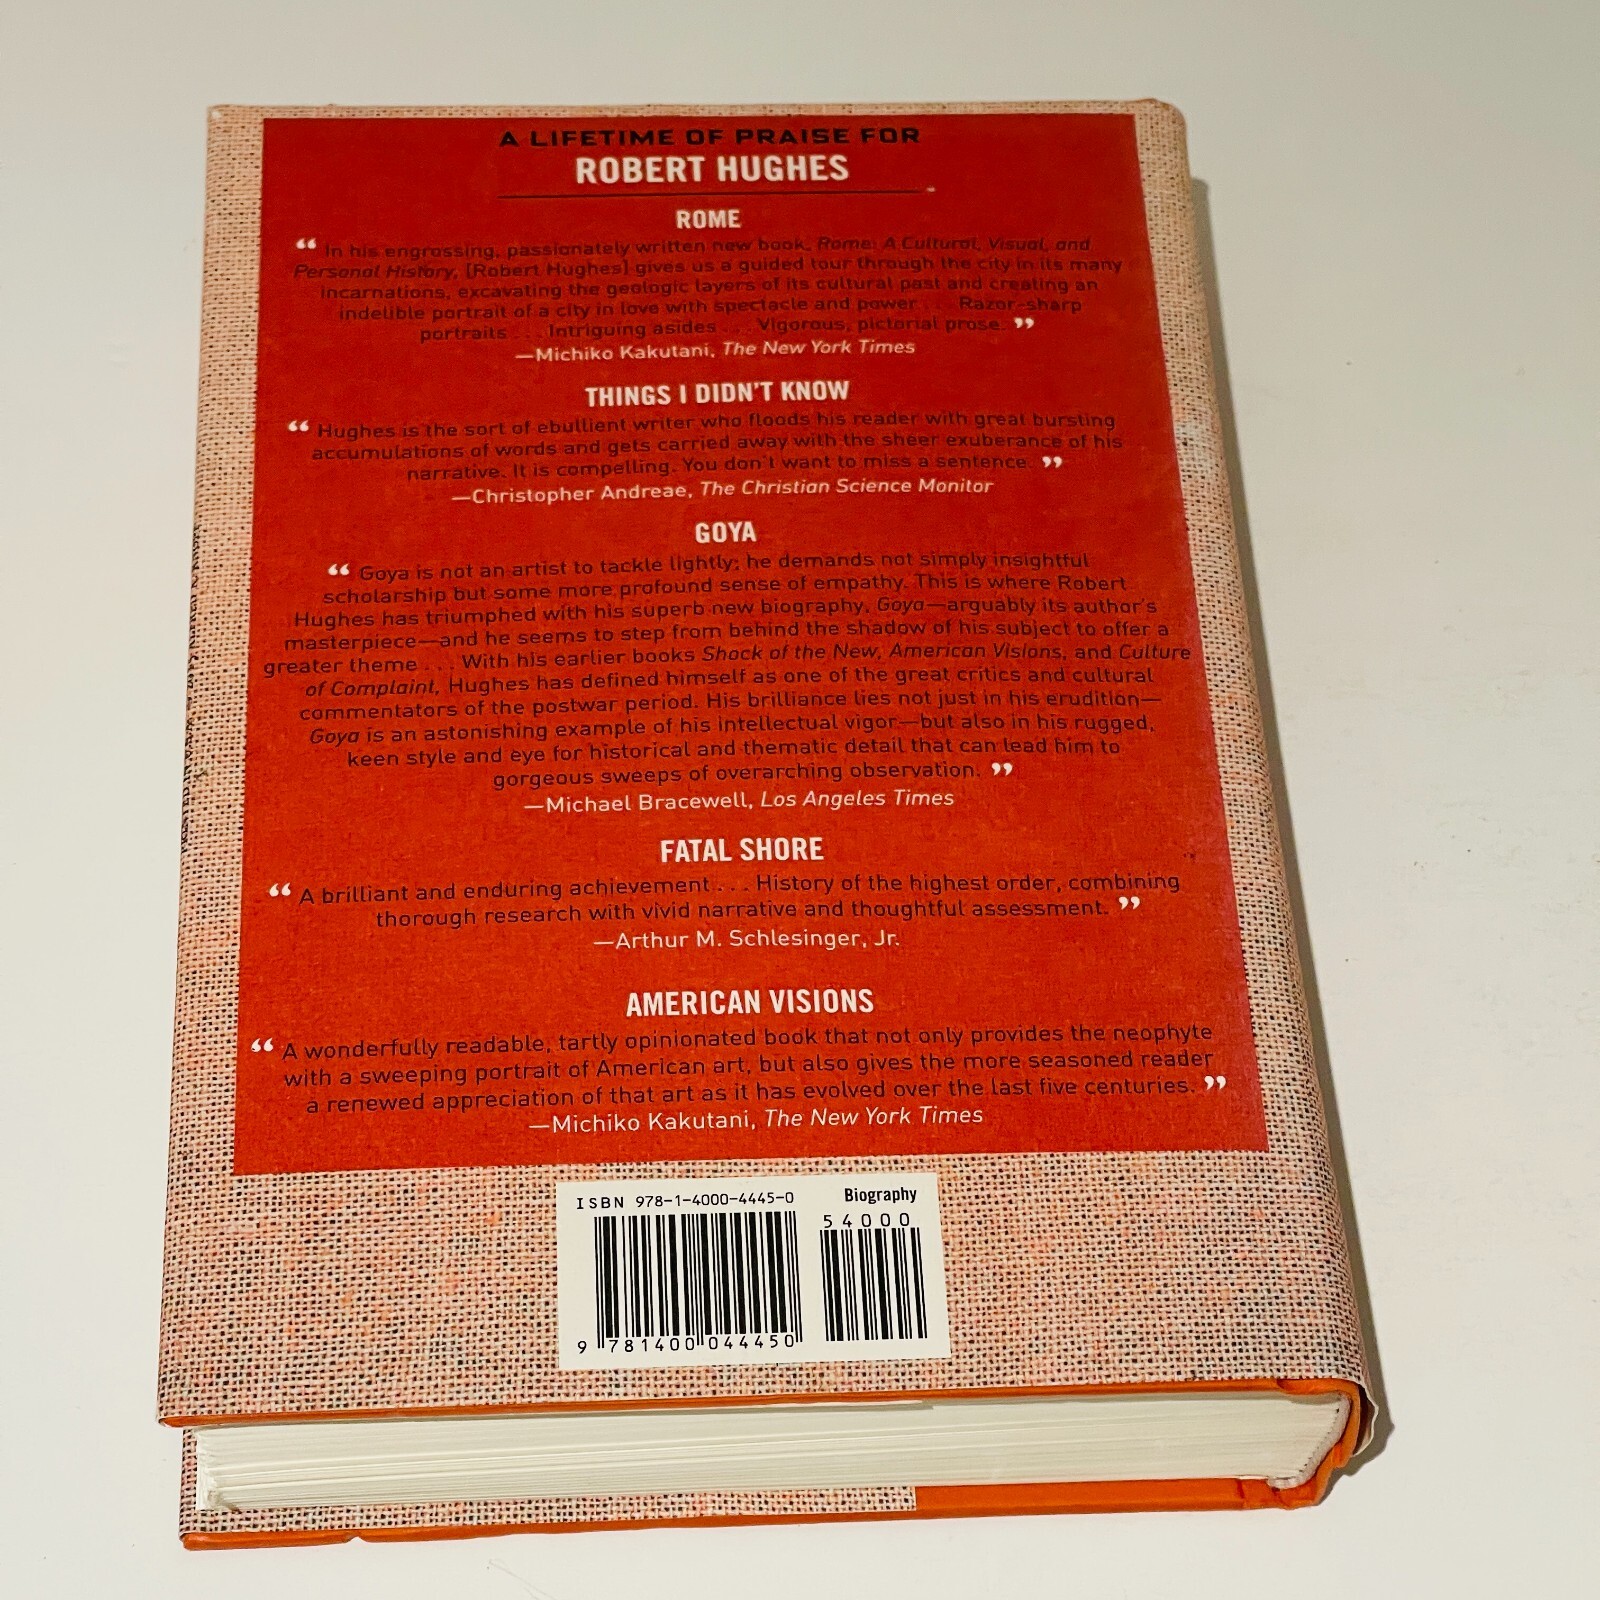 A LIFETIME OF PRAISE FOR
ROBERT HUGHES
ROME
“ In his engrossing, passionately written new book, Rome: A Cultural, Visual, and
Personal History, [Robert Hughes] gives us a guided tour through the city in its many
incarnations, excavating the geologic layers of its cultural past and creating an
indelible portrait of a city in love with spectacle and power . . . Razor-sharp
portraits . . . Intriguing asides . . . Vigorous, pictorial prose. ”
—Michiko Kakutani, The New York Times
THINGS I DIDN'T KNOW
“ Hughes is the sort of ebullient writer who floods his reader with great bursting
accumulations of words and gets carried away with the sheer exuberance of his
narrative. It is compelling. You don't want to miss a sentence. ”
—Christopher Andreae, The Christian Science Monitor
GOYA
“ Goya is not an artist to tackle lightly; he demands not simply insightful
scholarship but some more profound sense of empathy. This is where Robert
Hughes has triumphed with his superb new biography, Goya—arguably its author's
masterpiece—and he seems to step from behind the shadow of his subject to offer a
greater theme . . . With his earlier books Shock of the New, American Visions, and Culture
of Complaint, Hughes has defined himself as one of the great critics and cultural
commentators of the postwar period. His brilliance lies not just in his erudition—
Goya is an astonishing example of his intellectual vigor—but also in his rugged,
keen style and eye for historical and thematic detail that can lead him to
gorgeous sweeps of overarching observation. ”
—Michael Bracewell, Los Angeles Times
FATAL SHORE
“ A brilliant and enduring achievement . . . History of the highest order, combining
thorough research with vivid narrative and thoughtful assessment. ”
—Arthur M. Schlesinger, Jr.
AMERICAN VISIONS
“ A wonderfully readable, tartly opinionated book that not only provides the neophyte
with a sweeping portrait of American art, but also gives the more seasoned reader
a renewed appreciation of that art as it has evolved over the last five centuries. ”
—Michiko Kakutani, The New York Times
ISBN 978-1-4000-4445-0
Biography
54000
9 781400 044450